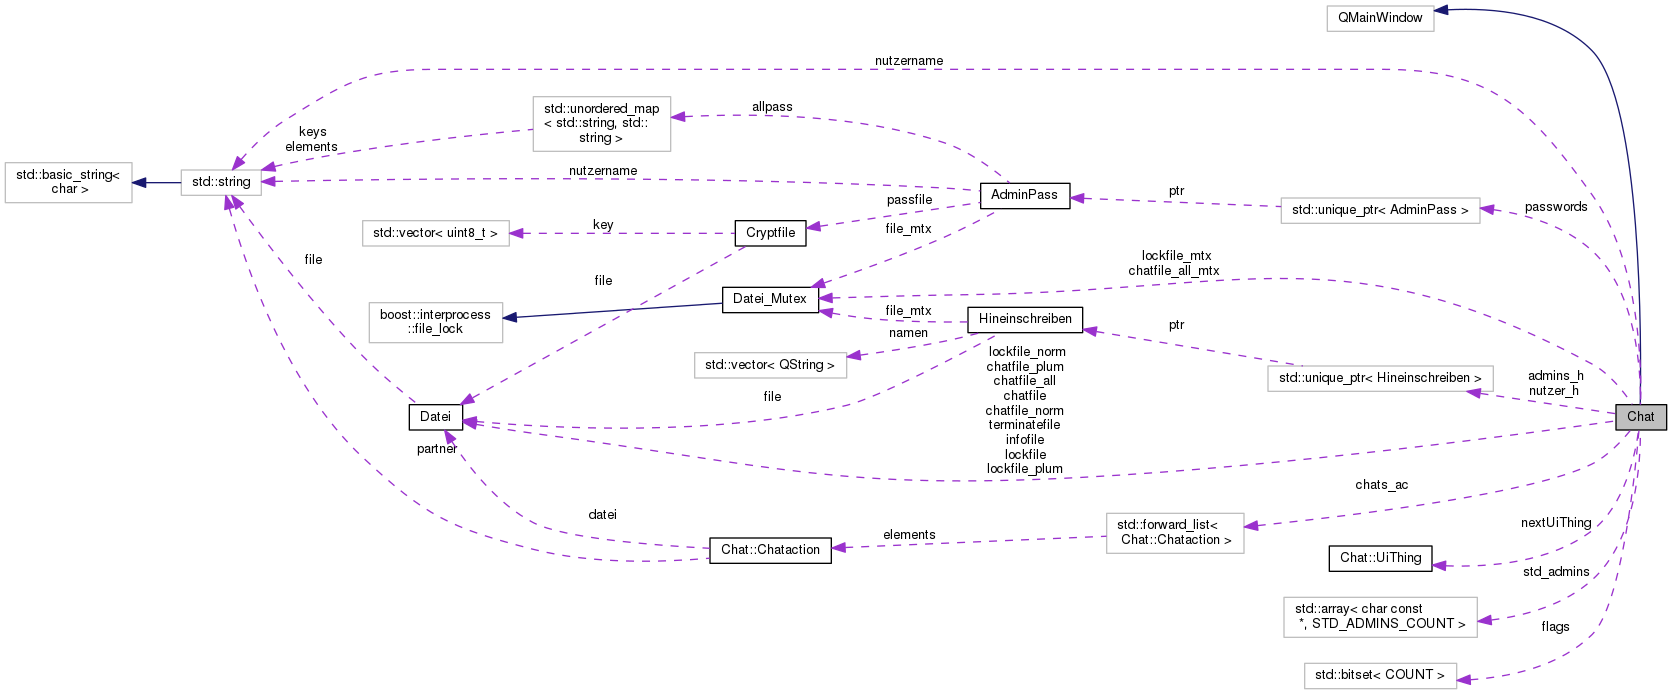 QMainWindow
nutzername
std::unordered_map
< std::string, std::
string >
allpass
keys
elements
std::basic_string<
char >
std::string
nutzername
AdminPass
ptr
std::unique_ptr< AdminPass >
passwords
passfile
std::vector< uint8_t >
key
Cryptfile
file_mtx
file
file
lockfile_mtx
chatfile_all_mtx
Datei_Mutex
boost::interprocess
::file_lock
file_mtx
Hineinschreiben
namen
ptr
std::vector< QString >
std::unique_ptr< Hineinschreiben >
admins_h
nutzer_h
file
lockfile_norm
chatfile_plum
chatfile_all
chatfile
chatfile_norm
terminatefile
infofile
lockfile
lockfile_plum
Datei
Chat
partner
chats_ac
datei
std::forward_list<
Chat::Chataction >
nextUiThing
elements
Chat::Chataction
Chat::UiThing
std_admins
std::array< char const
*, STD_ADMINS_COUNT >
flags
std::bitset< COUNT >